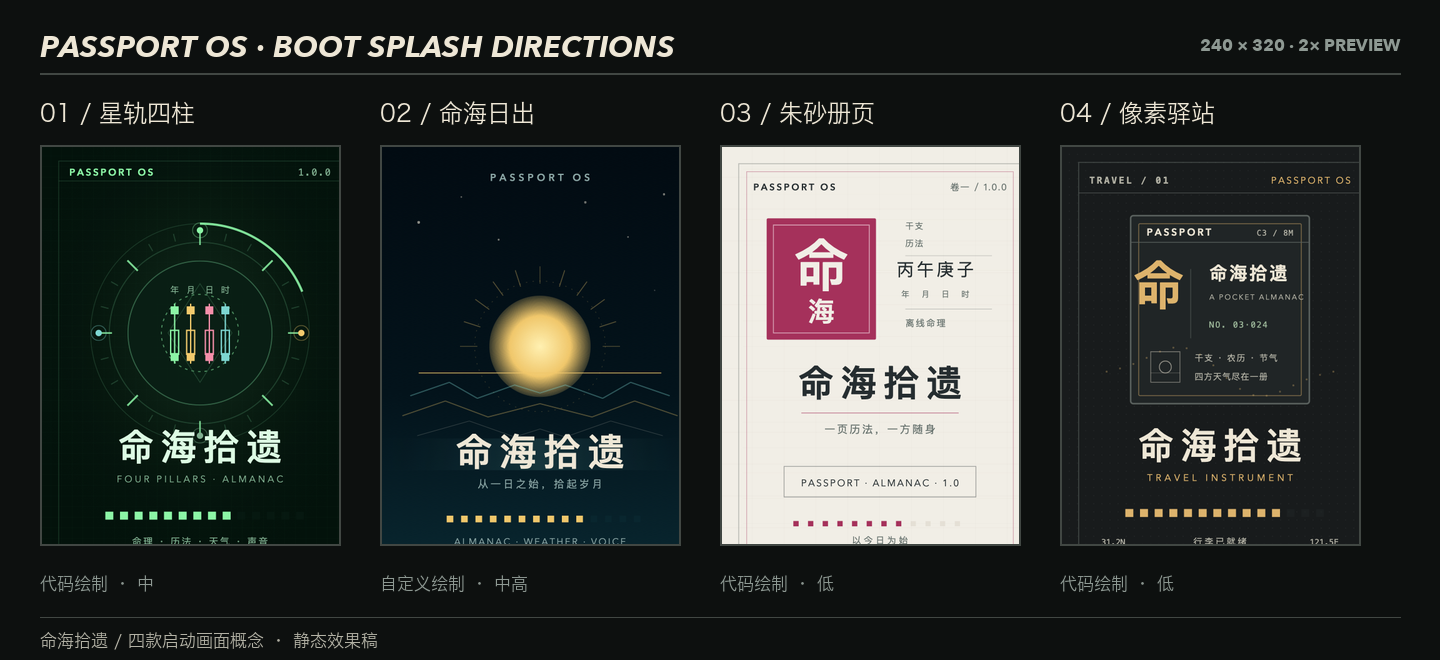 PASSPORT OS · BOOT SPLASH DIRECTIONS
240 × 320 · 2× PREVIEW
01 / 星轨四柱
PASSPORT OS
1.0.0
年 月 日 时
命海拾遗
FOUR PILLARS · ALMANAC
命理 · 历法 · 天气 · 声音
代码绘制 · 中
02 / 命海日出
PASSPORT OS
命海拾遗
从一日之始，拾起岁月
ALMANAC · WEATHER · VOICE
自定义绘制 · 中高
03 / 朱砂册页
PASSPORT OS
卷一 / 1.0.0
命
海
干支
历法
丙午庚子
年 月 日 时
离线命理
命海拾遗
一页历法，一方随身
PASSPORT · ALMANAC · 1.0
以今日为始
代码绘制 · 低
04 / 像素驿站
TRAVEL / 01
PASSPORT OS
PASSPORT
C3 / 8M
命
命海拾遗
A POCKET ALMANAC
NO. 03·024
干支 · 农历 · 节气
四方天气尽在一册
命海拾遗
TRAVEL INSTRUMENT
31.2N
行李已就绪
121.5E
代码绘制 · 低
命海拾遗 / 四款启动画面概念 · 静态效果稿